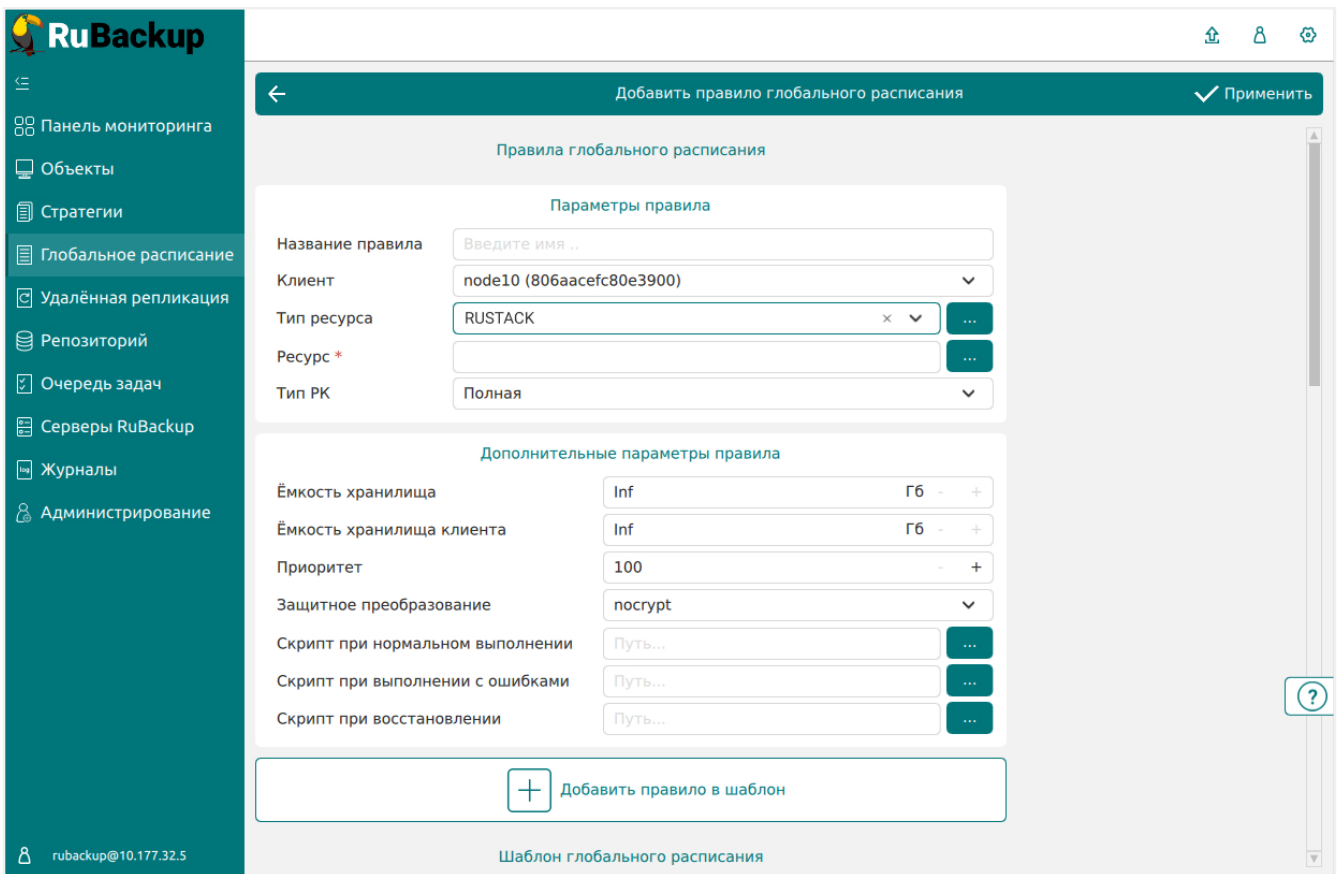 RuBackup
Добавить правило глобального расписания
Применить
Панель мониторинга
Объекты
Стратегии
Глобальное расписание
Удалённая репликация
Репозиторий
Очередь задач
Серверы RuBackup
log Журналы
Администрирование
rubackup@10.177.32.5
Правила глобального расписания
Параметры правила
Название правила Введите имя ..
Клиент node10 (806aacefc80e3900)
Тип ресурса RUSTACK × ...
Ресурс * ...
Тип РК Полная
Дополнительные параметры правила
Ёмкость хранилища Inf Гб - +
Ёмкость хранилища клиента Inf Гб - +
Приоритет 100 - +
Защитное преобразование nocrypt
Скрипт при нормальном выполнении Путь... ...
Скрипт при выполнении с ошибками Путь... ...
Скрипт при восстановлении Путь... ...
Добавить правило в шаблон
Шаблон глобального расписания
?